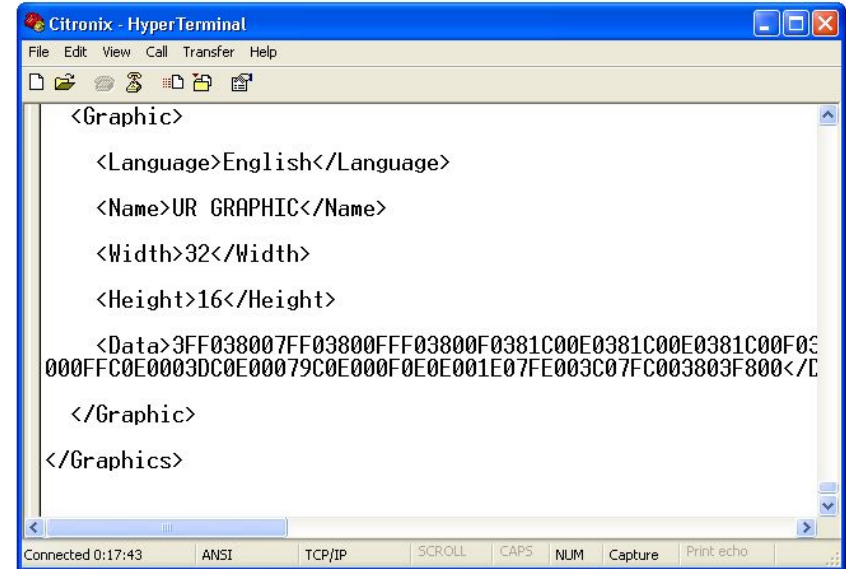 Citronix - HyperTerminal
File Edit View Call Transfer Help
<Graphic>
<Language>English</Language>
<Name>UR GRAPHIC</Name>
<Width>32</Width>
<Height>16</Height>
<Data>3FF038007FF03800FFF03800F0381C00E0381C00E0381C00F03
000FFC0E0003DC0E00079C0E000F0E0E001E07FE003C07FC003803F800</D
</Graphic>
</Graphics>
Connected 0:17:43 ANSI TCP/IP SCROLL CAPS NUM Capture Print echo